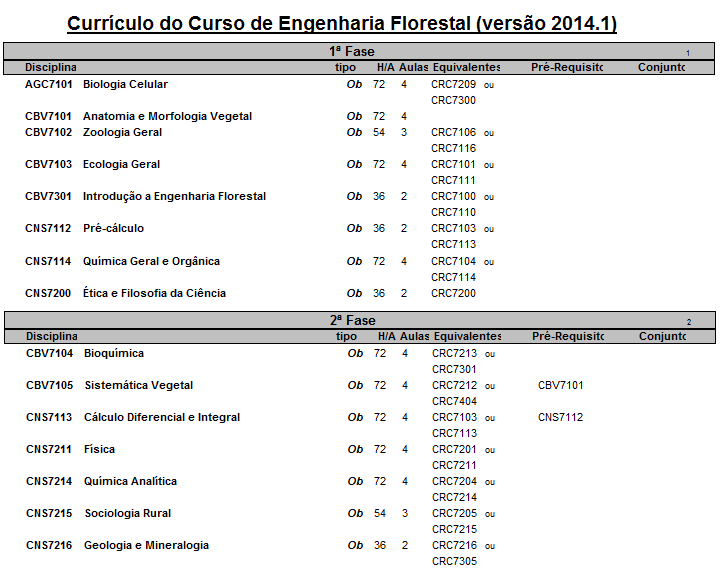 Currículo do Curso de Engenharia Florestal (versão 2014.1)
1ª Fase 1
Disciplina tipo H/A Aulas Equivalentes Pré-Requisito Conjunto
AGC7101 Biologia Celular Ob 72 4 CRC7209 ou
CRC7300
CBV7101 Anatomia e Morfologia Vegetal Ob 72 4
CBV7102 Zoologia Geral Ob 54 3 CRC7106 ou
CRC7116
CBV7103 Ecologia Geral Ob 72 4 CRC7101 ou
CRC7111
CBV7301 Introdução a Engenharia Florestal Ob 36 2 CRC7100 ou
CRC7110
CNS7112 Pré-cálculo Ob 36 2 CRC7103 ou
CRC7113
CNS7114 Química Geral e Orgânica Ob 72 4 CRC7104 ou
CRC7114
CNS7200 Ética e Filosofia da Ciência Ob 36 2 CRC7200
2ª Fase 2
Disciplina tipo H/A Aulas Equivalentes Pré-Requisito Conjunto
CBV7104 Bioquímica Ob 72 4 CRC7213 ou
CRC7301
CBV7105 Sistemática Vegetal Ob 72 4 CRC7212 ou CBV7101
CRC7404
CNS7113 Cálculo Diferencial e Integral Ob 72 4 CRC7103 ou CNS7112
CRC7113
CNS7211 Física Ob 72 4 CRC7201 ou
CRC7211
CNS7214 Química Analítica Ob 72 4 CRC7204 ou
CRC7214
CNS7215 Sociologia Rural Ob 54 3 CRC7205 ou
CRC7215
CNS7216 Geologia e Mineralogia Ob 36 2 CRC7216 ou
CRC7305